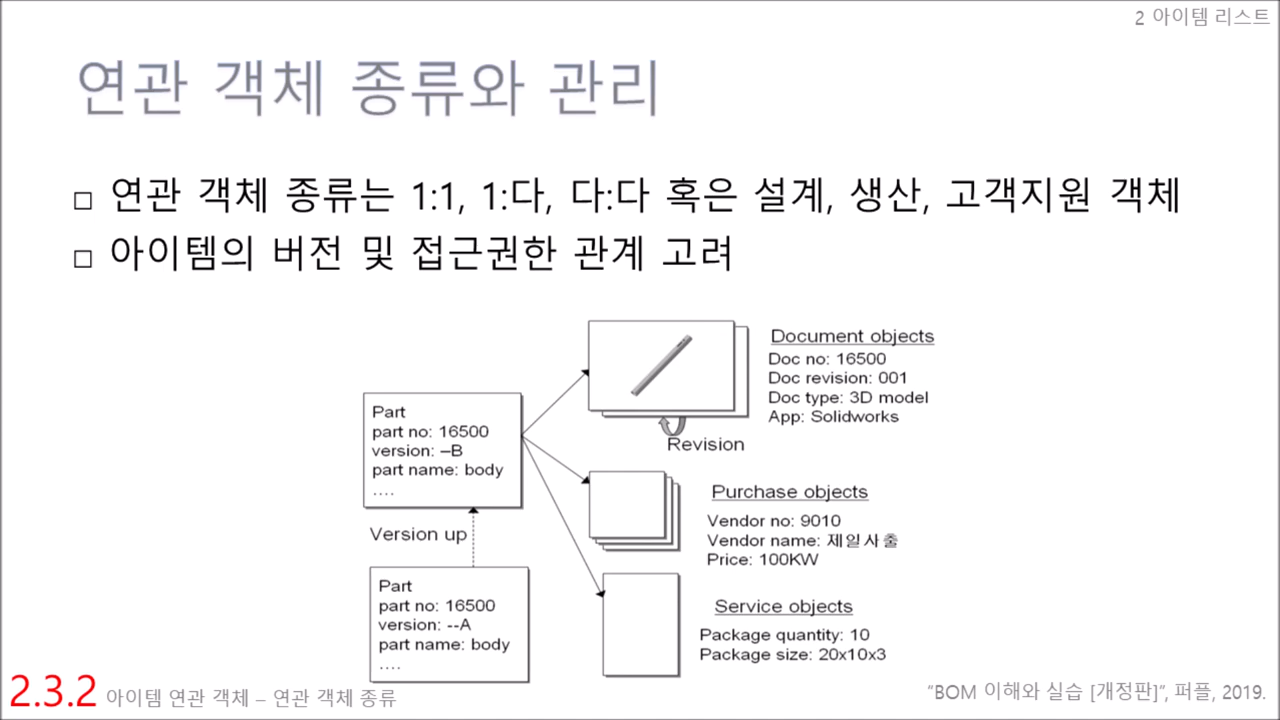 2 아이템 리스트
연관 객체 종류와 관리
□ 연관 객체 종류는 1:1, 1:다, 다:다 혹은 설계, 생산, 고객지원 객체
□ 아이템의 버전 및 접근권한 관계 고려
Part
part no: 16500
version: –B
part name: body
....
Version up
Part
part no: 16500
version: --A
part name: body
....
Revision
Document objects
Doc no: 16500
Doc revision: 001
Doc type: 3D model
App: Solidworks
Purchase objects
Vendor no: 9010
Vendor name: 제일사출
Price: 100KW
Service objects
Package quantity: 10
Package size: 20x10x3
2.3.2 아이템 연관 객체 – 연관 객체 종류
“BOM 이해와 실습 [개정판]”, 퍼플, 2019.